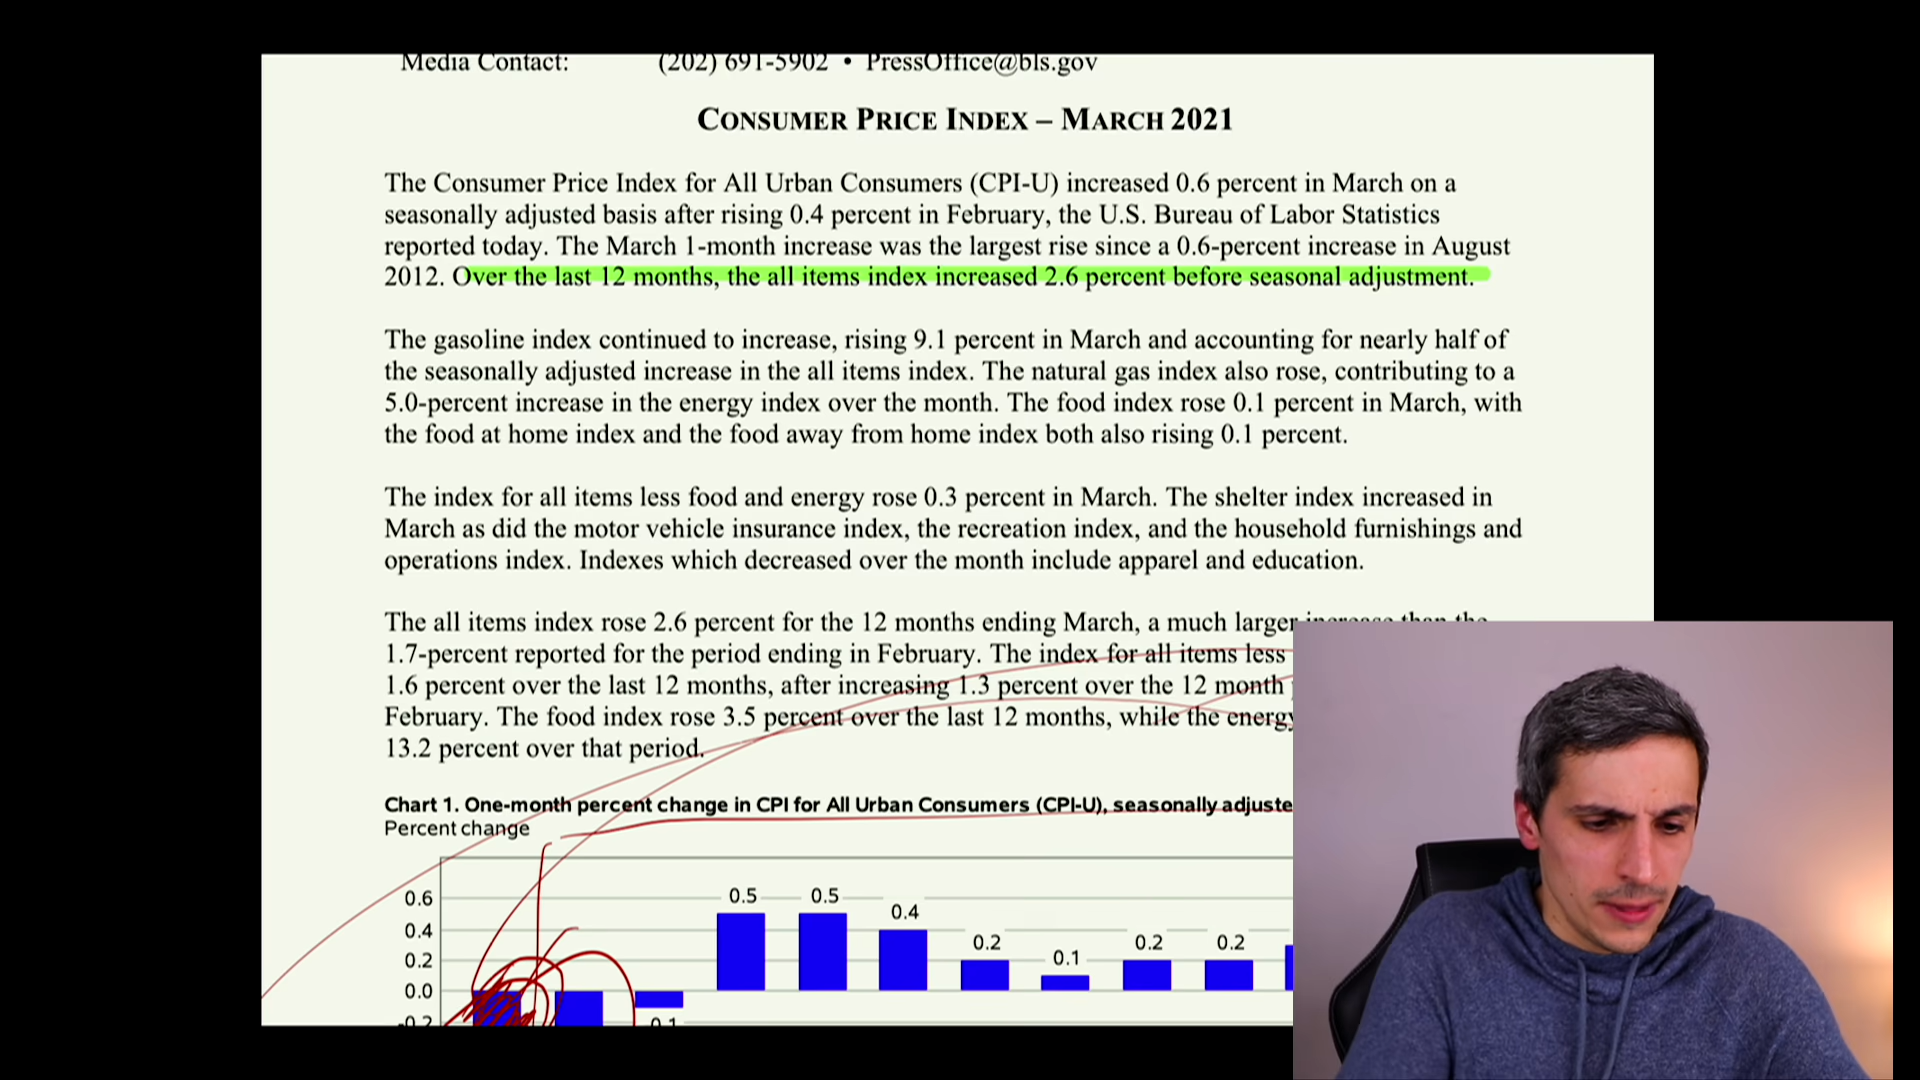 Media Contact: (202) 691-5902 • PressOffice@bls.gov
CONSUMER PRICE INDEX – MARCH 2021
The Consumer Price Index for All Urban Consumers (CPI-U) increased 0.6 percent in March on a
seasonally adjusted basis after rising 0.4 percent in February, the U.S. Bureau of Labor Statistics
reported today. The March 1-month increase was the largest rise since a 0.6-percent increase in August
2012. Over the last 12 months, the all items index increased 2.6 percent before seasonal adjustment.
The gasoline index continued to increase, rising 9.1 percent in March and accounting for nearly half of
the seasonally adjusted increase in the all items index. The natural gas index also rose, contributing to a
5.0-percent increase in the energy index over the month. The food index rose 0.1 percent in March, with
the food at home index and the food away from home index both also rising 0.1 percent.
The index for all items less food and energy rose 0.3 percent in March. The shelter index increased in
March as did the motor vehicle insurance index, the recreation index, and the household furnishings and
operations index. Indexes which decreased over the month include apparel and education.
The all items index rose 2.6 percent for the 12 months ending March, a much larger increase than the
1.7-percent reported for the period ending in February. The index for all items less
1.6 percent over the last 12 months, after increasing 1.3 percent over the 12 month
February. The food index rose 3.5 percent over the last 12 months, while the energy
13.2 percent over that period.
Chart 1. One-month percent change in CPI for All Urban Consumers (CPI-U), seasonally adjuste
Percent change
0.6
0.4
0.2
0.0
-0.2
0.5 0.5 0.4 0.2 0.1 0.2 0.2
0.1